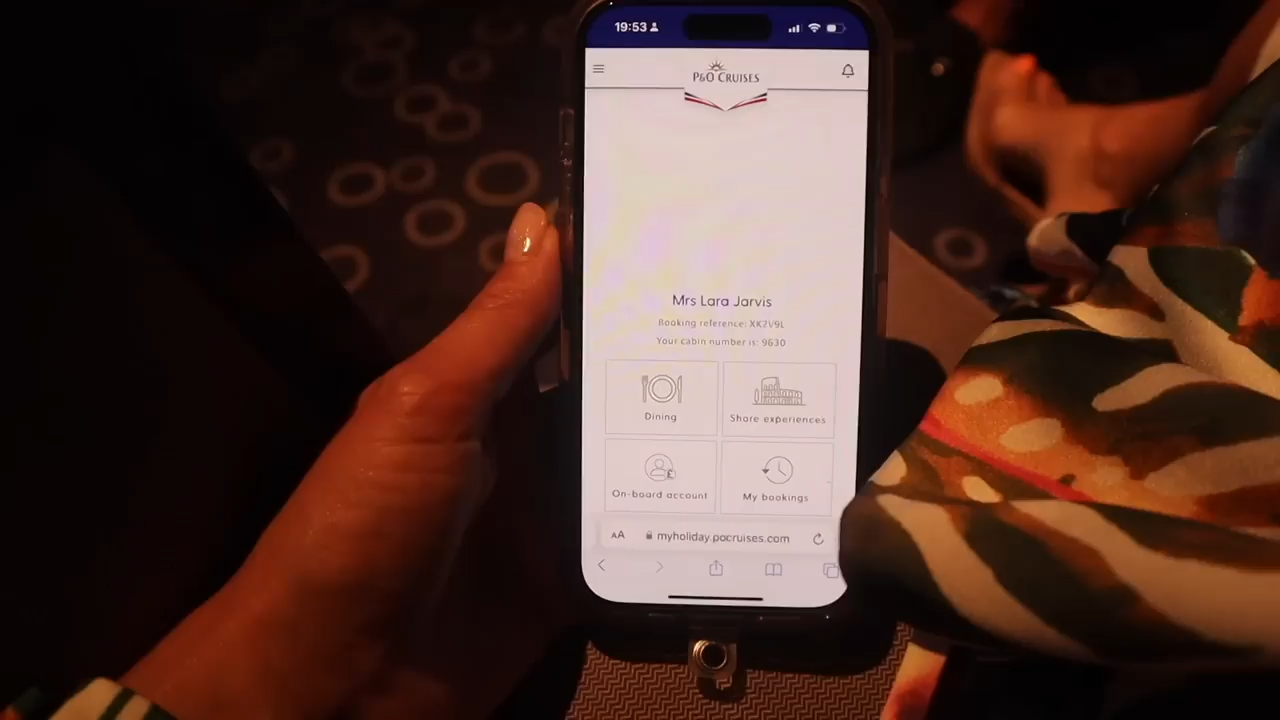 19:53
P&O CRUISES
Mrs Lara Jarvis
Booking reference: XK2V9L
Your cabin number is: 9630
Dining
Shore experiences
£
On-board account
My bookings
AA
myholiday.pocruises.com